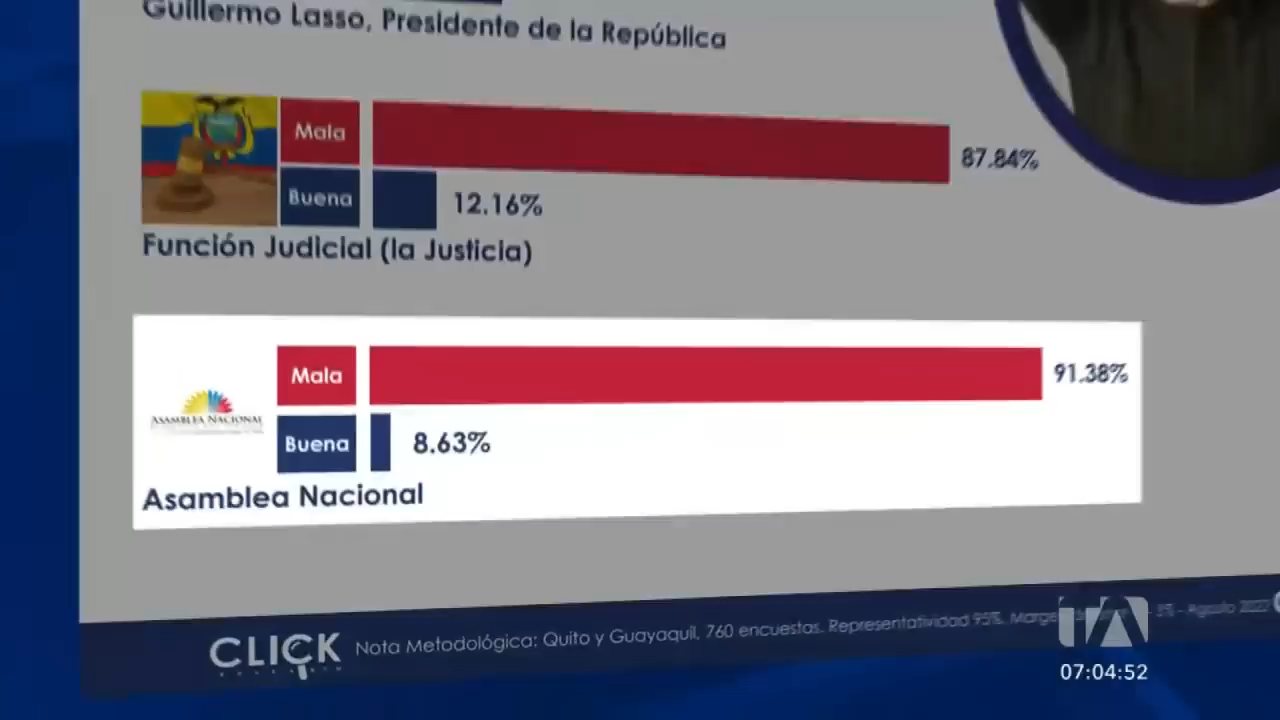 Guillermo Lasso, Presidente de la República
Mala
87.84%
Buena
12.16%
Función Judicial (la Justicia)
Mala
91.38%
ASAMBLEA NACIONAL
Buena
8.63%
Asamblea Nacional
CLICK
Nota Metodológica: Quito y Guayaquil, 760 encuestas. Representatividad 95%. - Agosto
07:04:52